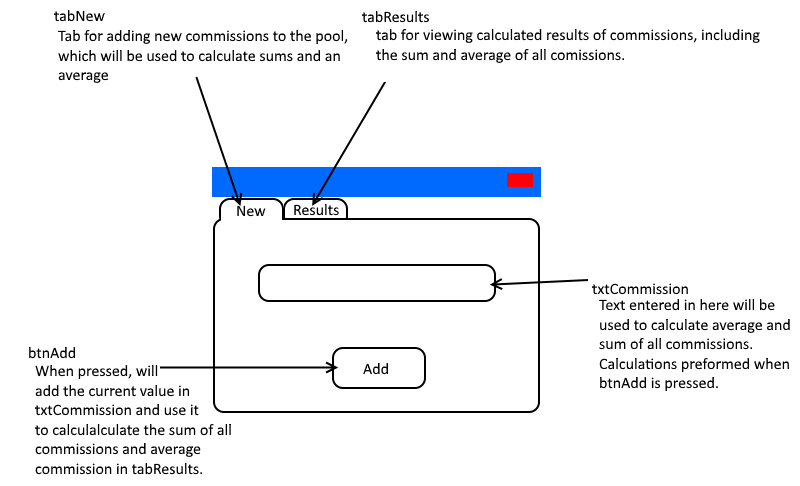 tabNew
Tab for adding new commissions to the pool,
which will be used to calculate sums and an
average
tabResults
tab for viewing calculated results of commissions, including
the sum and average of all comissions.
New
Results
txtCommission
Text entered in here will be
used to calculate average and
sum of all commissions.
Calculations preformed when
btnAdd is pressed.
btnAdd
When pressed, will
add the current value in
txtCommission and use it
to calculalculate the sum of all
commissions and average
commission in tabResults.
Add